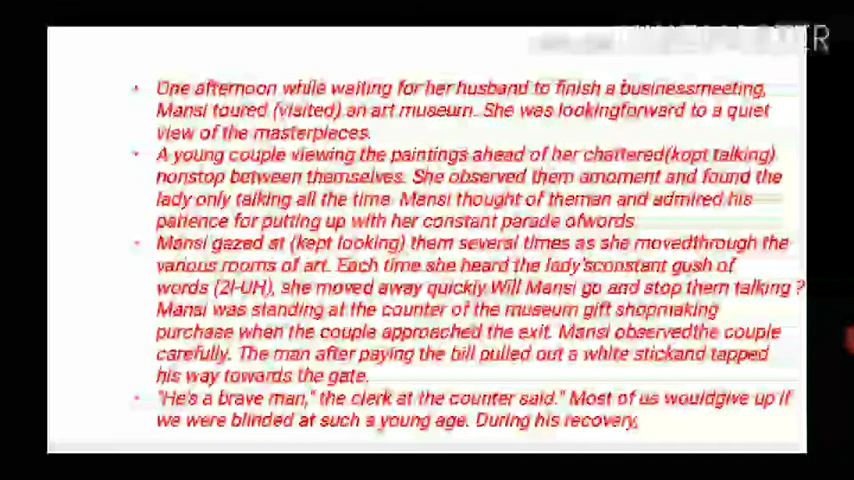 • One afternoon while waiting for her husband to finish a businessmeeting,
Mansi toured (visited) an art museum. She was lookingforward to a quiet
view of the masterpieces.
• A young couple viewing the paintings ahead of her chattered(kept talking)
nonstop between themselves. She observed them amoment and found the
lady only talking all the time. Mansi thought of theman and admired his
patience for putting up with her constant parade ofwords.
• Mansi gazed at (kept looking) them several times as she movedthrough the
various rooms of art. Each time she heard the lady'sconstant gush of
words (2I-UH), she moved away quickly.Will Mansi go and stop them talking ?
Mansi was standing at the counter of the museum gift shopmaking
purchase when the couple approached the exit. Mansi observedthe couple
carefully. The man after paying the bill pulled out a white stickand tapped
his way towards the gate.
• "He's a brave man," the clerk at the counter said." Most of us wouldgive up if
we were blinded at such a young age. During his recovery,